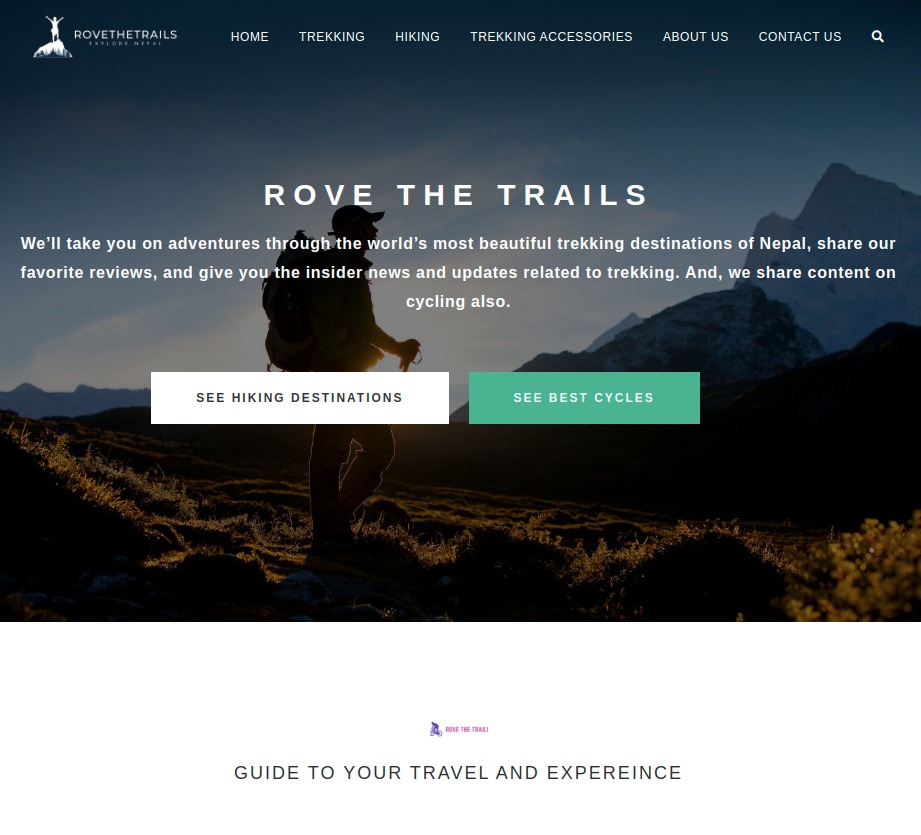 ROVETHETRAILS
EXPLORE NEPAL
HOME TREKKING HIKING TREKKING ACCESSORIES ABOUT US CONTACT US
ROVE THE TRAILS
We’ll take you on adventures through the world’s most beautiful trekking destinations of Nepal, share our
favorite reviews, and give you the insider news and updates related to trekking. And, we share content on
cycling also.
SEE HIKING DESTINATIONS SEE BEST CYCLES
ROVE THE TRAIL!
GUIDE TO YOUR TRAVEL AND EXPEREINCE